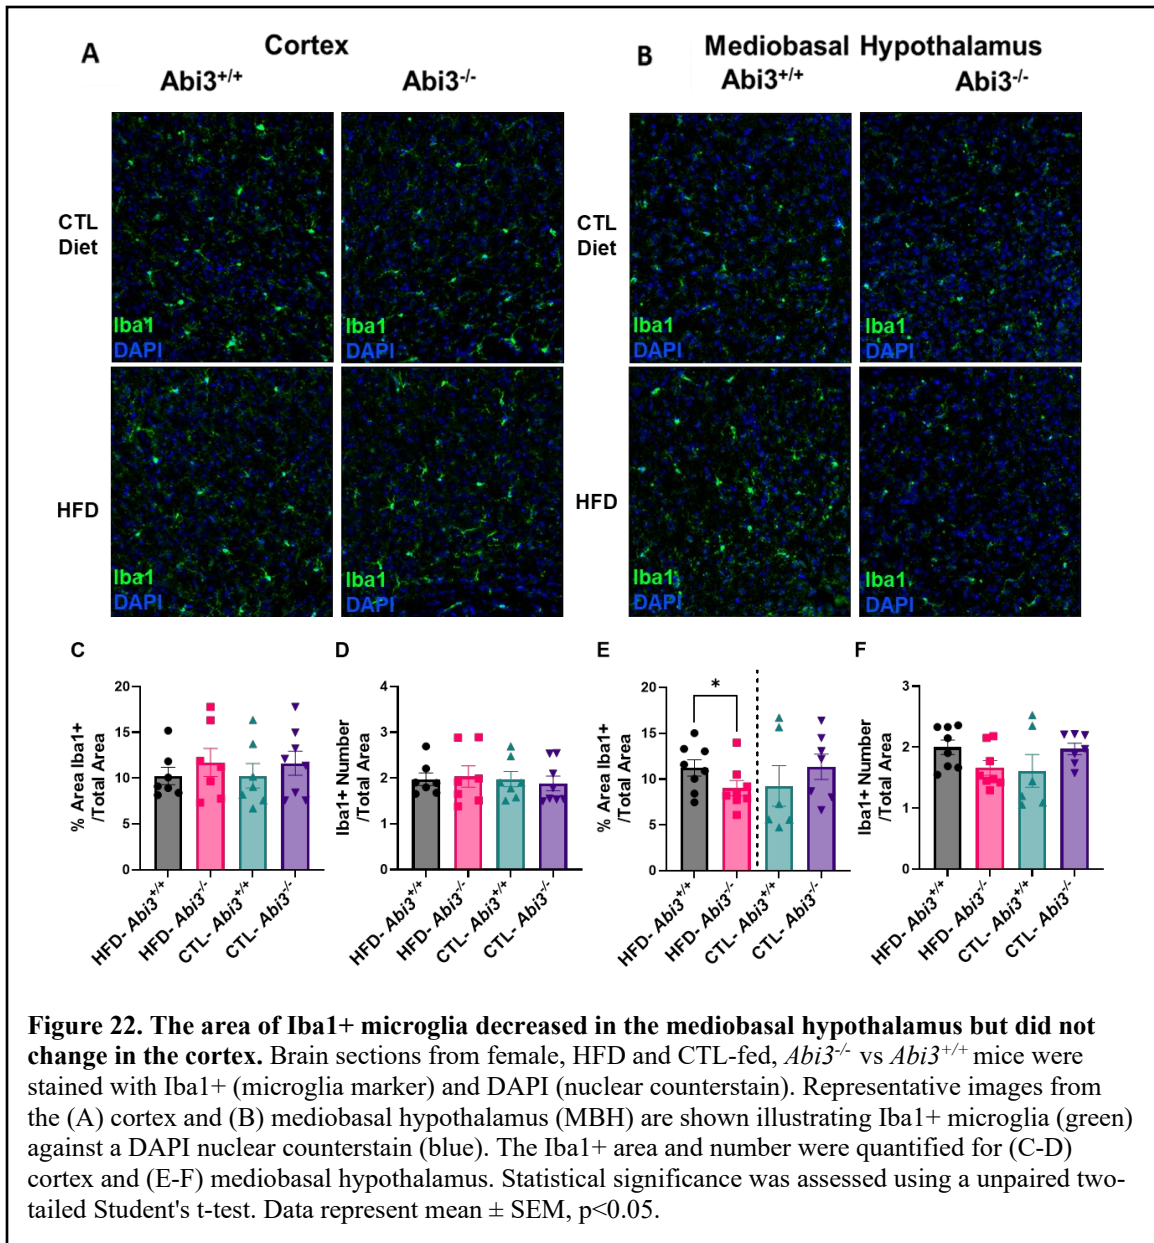 A
Cortex
Abi3+/+
Abi3-/-
B
Mediobasal Hypothalamus
Abi3+/+
Abi3-/-
CTL
Diet
Iba1
DAPI
Iba1
DAPI
CTL
Diet
Iba1
DAPI
Iba1
DAPI
HFD
Iba1
DAPI
Iba1
DAPI
HFD
Iba1
DAPI
Iba1
DAPI
C
% Area Iba1+
/Total Area
20
15
10
5
0
HFD- Abi3+/+
HFD- Abi3-/-
CTL- Abi3+/+
CTL- Abi3-/-
D
Iba1+ Number
/Total Area
4
3
2
1
0
HFD- Abi3+/+
HFD- Abi3-/-
CTL- Abi3+/+
CTL- Abi3-/-
E
% Area Iba1+
/Total Area
20
15
10
5
0
*
HFD- Abi3+/+
HFD- Abi3-/-
CTL- Abi3+/+
CTL- Abi3-/-
F
Iba1+ Number
/Total Area
3
2
1
0
HFD- Abi3+/+
HFD- Abi3-/-
CTL- Abi3+/+
CTL- Abi3-/-
Figure 22. The area of Iba1+ microglia decreased in the mediobasal hypothalamus but did not
change in the cortex. Brain sections from female, HFD and CTL-fed, Abi3-/- vs Abi3+/+ mice were
stained with Iba1+ (microglia marker) and DAPI (nuclear counterstain). Representative images from
the (A) cortex and (B) mediobasal hypothalamus (MBH) are shown illustrating Iba1+ microglia (green)
against a DAPI nuclear counterstain (blue). The Iba1+ area and number were quantified for (C-D)
cortex and (E-F) mediobasal hypothalamus. Statistical significance was assessed using a unpaired two-
tailed Student's t-test. Data represent mean ± SEM, p<0.05.